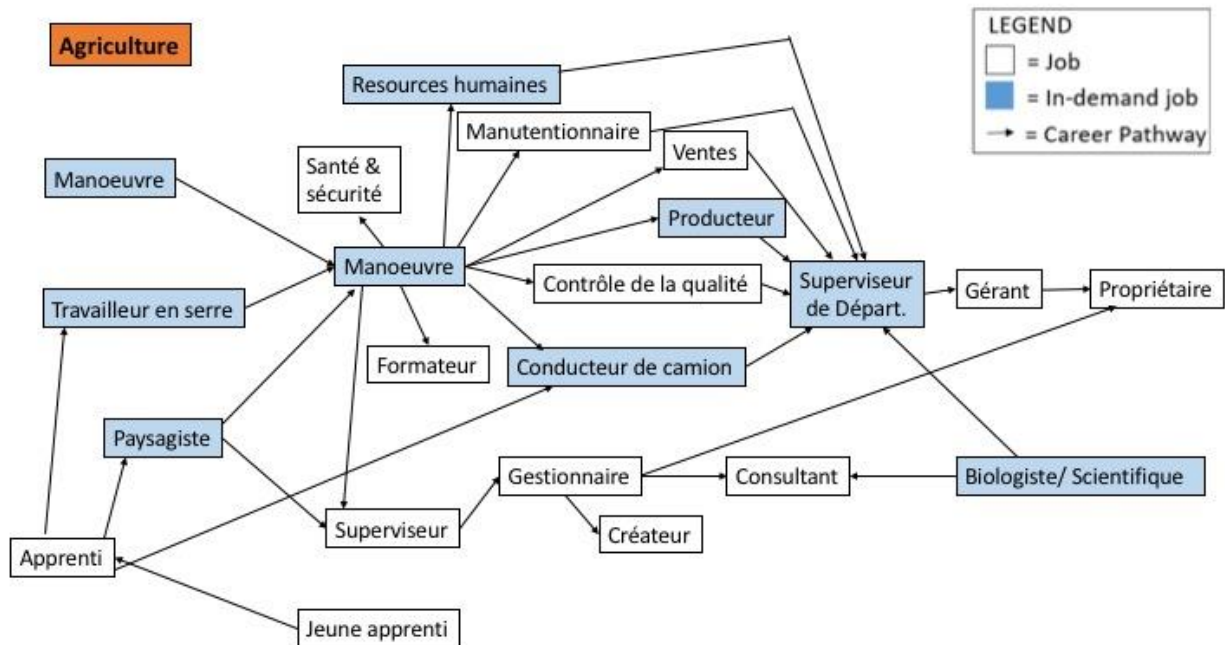 Agriculture
LEGEND
= Job
= In-demand job
= Career Pathway
Resources humaines
Manutentionnaire
Ventes
Santé &
sécurité
Manoeuvre
Producteur
Manoeuvre
Contrôle de la qualité
Superviseur
de Départ.
Gérant
Propriétaire
Travailleur en serre
Formateur
Conducteur de camion
Paysagiste
Gestionnaire
Consultant
Biologiste/ Scientifique
Superviseur
Créateur
Apprenti
Jeune apprenti